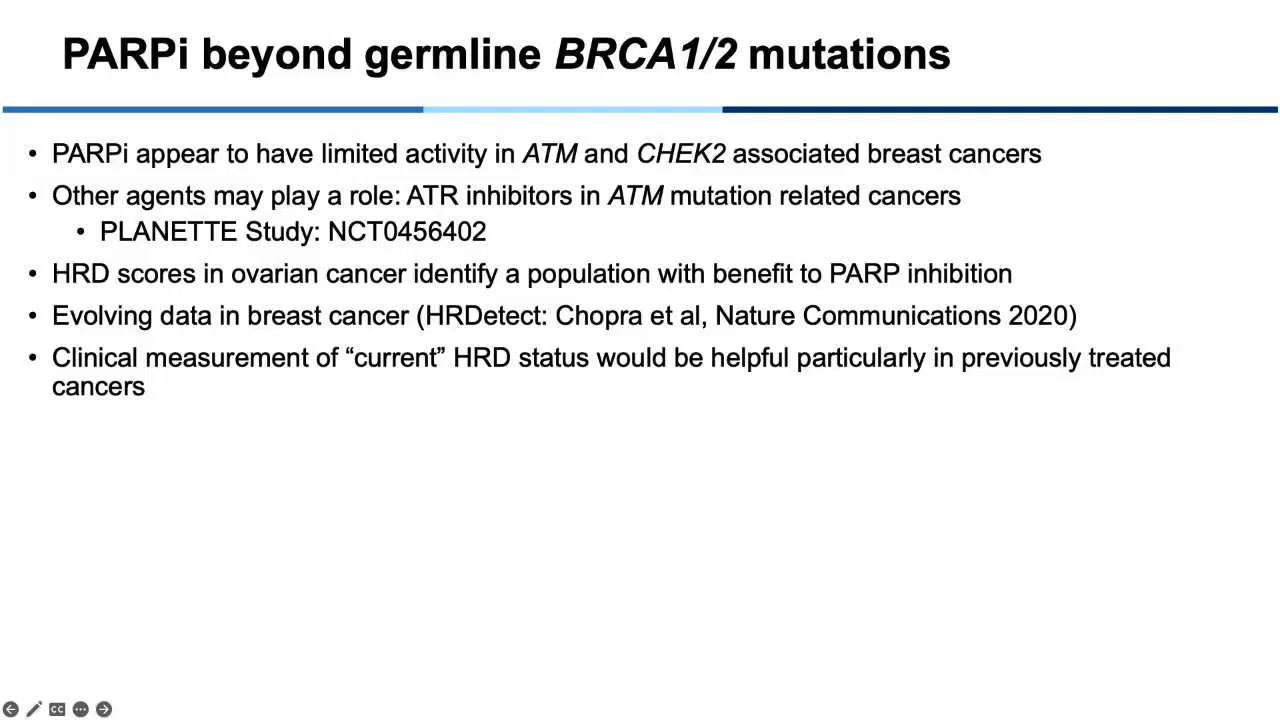 PARPi beyond germline BRCA1/2 mutations
• PARPi appear to have limited activity in ATM and CHEK2 associated breast cancers
• Other agents may play a role: ATR inhibitors in ATM mutation related cancers
• PLANETTE Study: NCT0456402
• HRD scores in ovarian cancer identify a population with benefit to PARP inhibition
• Evolving data in breast cancer (HRDetect: Chopra et al, Nature Communications 2020)
• Clinical measurement of “current” HRD status would be helpful particularly in previously treated
cancers
CC